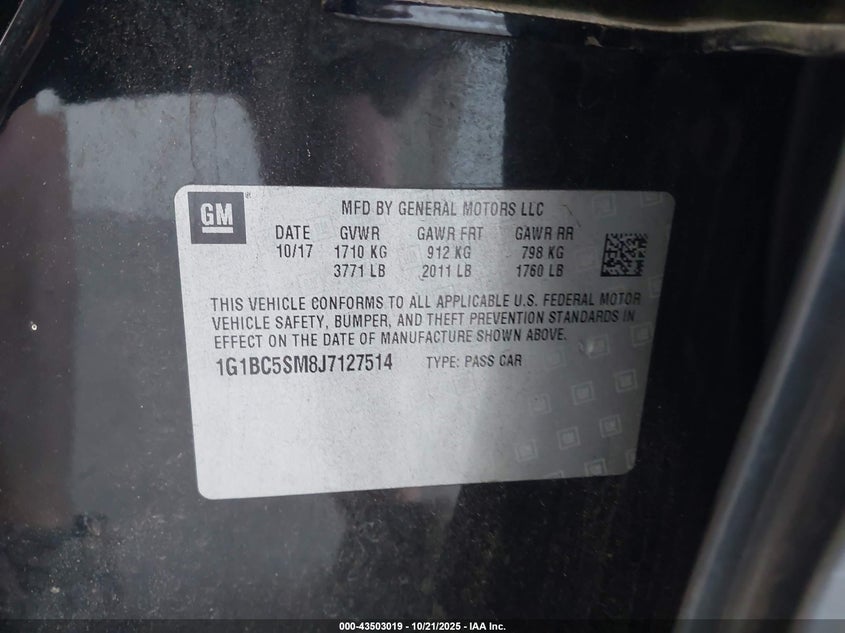 GM
MFD BY GENERAL MOTORS LLC
DATE GVWR GAWR FRT GAWR RR
10/17 1710 KG 912 KG 798 KG
3771 LB 2011 LB 1760 LB
THIS VEHICLE CONFORMS TO ALL APPLICABLE U.S. FEDERAL MOTOR
VEHICLE SAFETY, BUMPER, AND THEFT PREVENTION STANDARDS IN
EFFECT ON THE DATE OF MANUFACTURE SHOWN ABOVE.
1G1BC5SM8J7127514 TYPE: PASS CAR
000-43503019 - 10/21/2025 - IAA Inc.